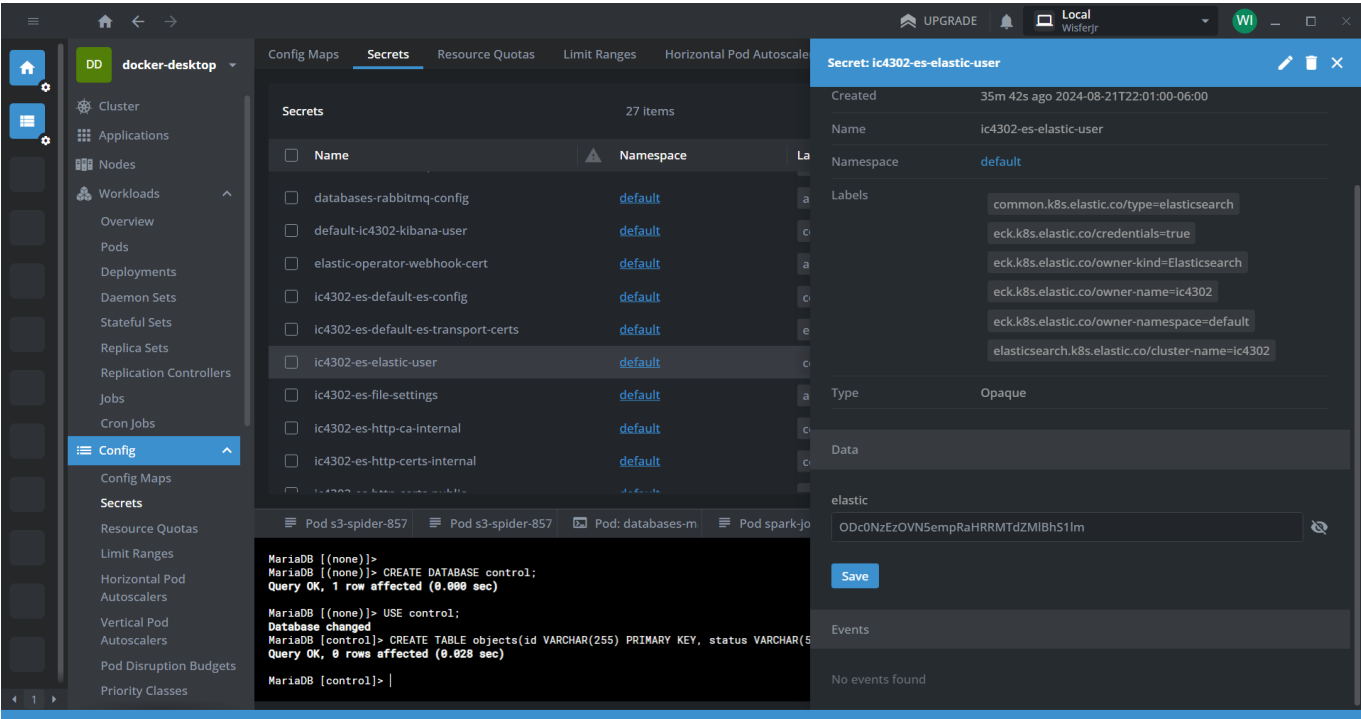 UPGRADE
Local
Wisferjr
WI
DD
docker-desktop
Cluster
Applications
Nodes
Workloads
Overview
Pods
Deployments
Daemon Sets
Stateful Sets
Replica Sets
Replication Controllers
Jobs
Cron Jobs
Config
Config Maps
Secrets
Resource Quotas
Limit Ranges
Horizontal Pod
Autoscalers
Vertical Pod
Autoscalers
Pod Disruption Budgets
Priority Classes
1
Config Maps Secrets Resource Quotas Limit Ranges Horizontal Pod Autoscale
Secrets 27 items
Name Namespace La
databases-rabbitmq-config default a
default-ic4302-kibana-user default c
elastic-operator-webhook-cert default a
ic4302-es-default-es-config default c
ic4302-es-default-es-transport-certs default e
ic4302-es-elastic-user default c
ic4302-es-file-settings default a
ic4302-es-http-ca-internal default c
ic4302-es-http-certs-internal default c
ic4302-es-http-certs-public default
Pod s3-spider-857 Pod s3-spider-857 Pod: databases-m Pod spark-jo
MariaDB [(none)]>
MariaDB [(none)]> CREATE DATABASE control;
Query OK, 1 row affected (0.000 sec)
MariaDB [(none)]> USE control;
Database changed
MariaDB [control]> CREATE TABLE objects(id VARCHAR(255) PRIMARY KEY, status VARCHAR(5
Query OK, 0 rows affected (0.028 sec)
MariaDB [control]>
Secret: ic4302-es-elastic-user
Created 35m 42s ago 2024-08-21T22:01:00-06:00
Name ic4302-es-elastic-user
Namespace default
Labels
common.k8s.elastic.co/type=elasticsearch
eck.k8s.elastic.co/credentials=true
eck.k8s.elastic.co/owner-kind=Elasticsearch
eck.k8s.elastic.co/owner-name=ic4302
eck.k8s.elastic.co/owner-namespace=default
elasticsearch.k8s.elastic.co/cluster-name=ic4302
Type Opaque
Data
elastic
ODc0NzEzOVN5empRaHRRMTdZMlBhS1lm
Save
Events
No events found